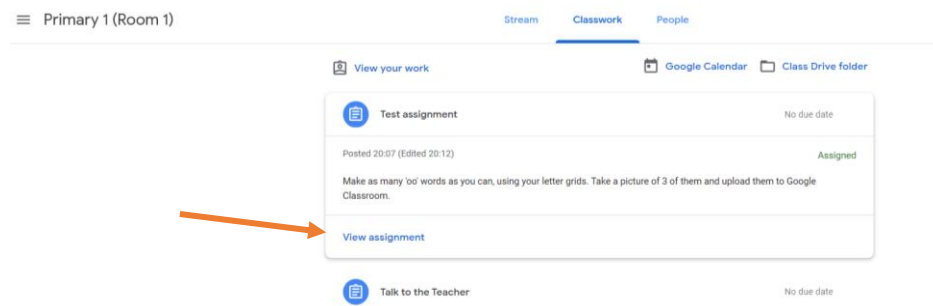 Primary 1 (Room 1)
Stream Classwork People
View your work Google Calendar Class Drive folder
Test assignment No due date
Posted 20:07 (Edited 20:12) Assigned
Make as many 'oo' words as you can, using your letter grids. Take a picture of 3 of them and upload them to Google
Classroom.
View assignment
Talk to the Teacher No due date